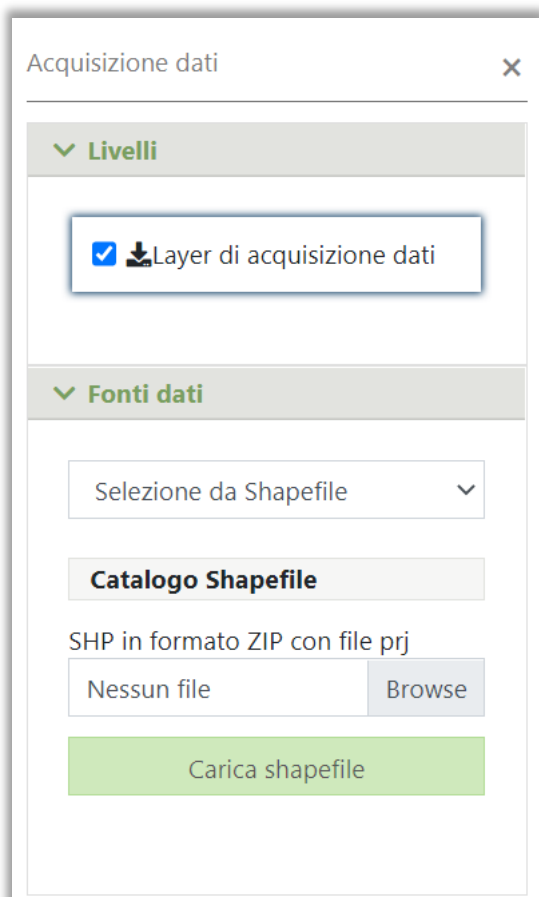 Acquisizione dati
Livelli
Layer di acquisizione dati
Fonti dati
Selezione da Shapefile
Catalogo Shapefile
SHP in formato ZIP con file prj
Nessun file Browse
Carica shapefile